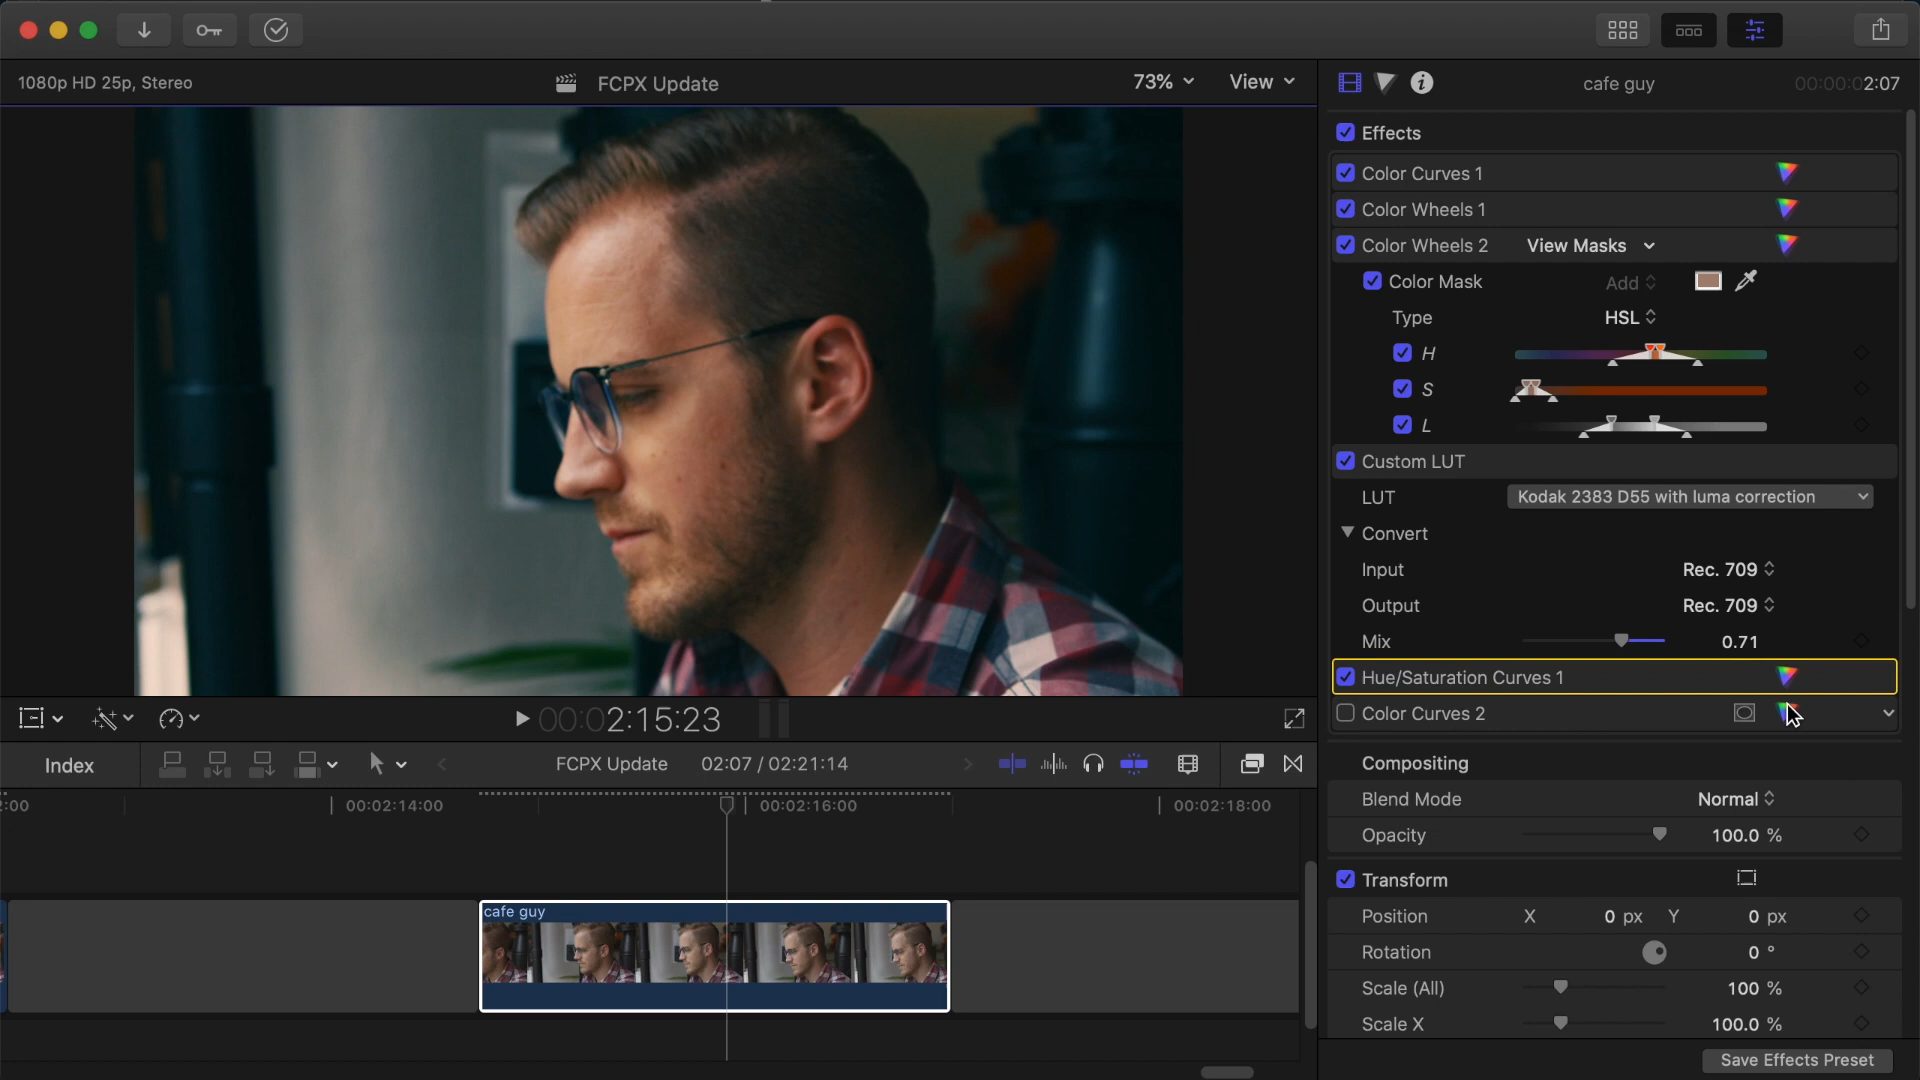 1080p HD 25p, Stereo
FCPX Update
73%
View
cafe guy
00:00:02:07
Effects
Color Curves 1
Color Wheels 1
Color Wheels 2
View Masks
Color Mask
Add
Type
HSL
H
S
L
Custom LUT
LUT
Kodak 2383 D55 with luma correction
Convert
Input
Rec. 709
Output
Rec. 709
Mix
0.71
Hue/Saturation Curves 1
Color Curves 2
00:02:15:23
Index
FCPX Update
02:07 / 02:21:14
Compositing
Blend Mode
Normal
Opacity
100.0 %
:00
00:02:14:00
00:02:16:00
00:02:18:00
cafe guy
Transform
Position
X
0 px
Y
0 px
Rotation
0 °
Scale (All)
100 %
Scale X
100.0 %
Save Effects Preset